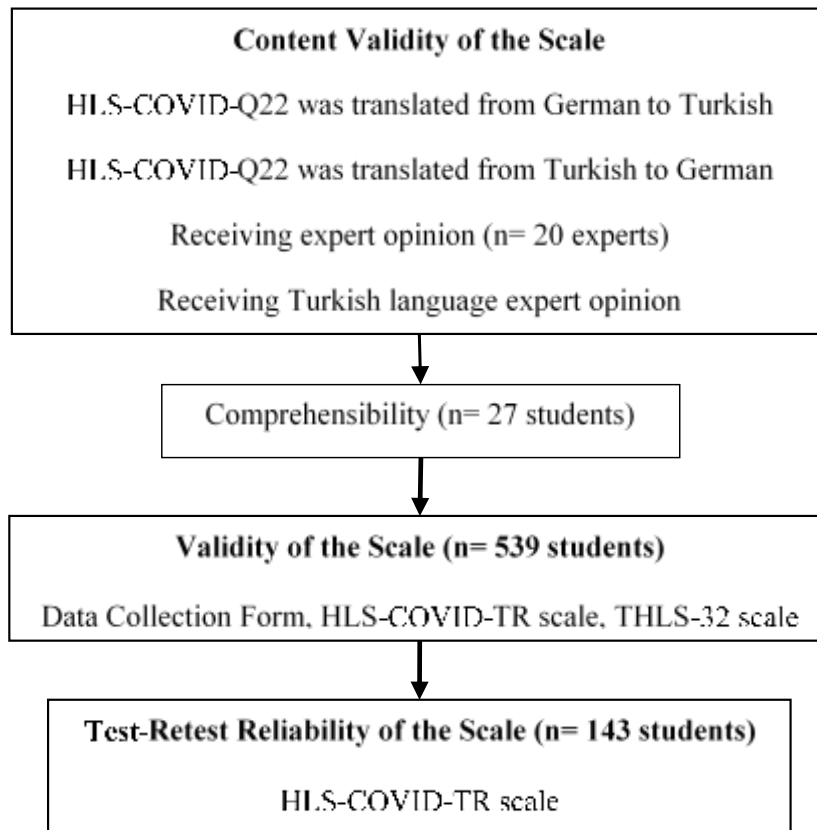 Content Validity of the Scale
HLS-COVID-Q22 was translated from German to Turkish
HLS-COVID-Q22 was translated from Turkish to German
Receiving expert opinion (n= 20 experts)
Receiving Turkish language expert opinion
Comprehensibility (n= 27 students)
Validity of the Scale (n= 539 students)
Data Collection Form, HLS-COVID-TR scale, THLS-32 scale
Test-Retest Reliability of the Scale (n= 143 students)
HLS-COVID-TR scale